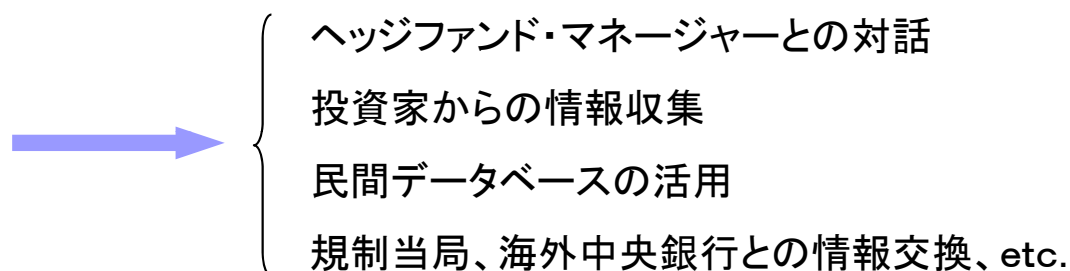 ヘッジファンド・マネージャーとの対話
投資家からの情報収集
民間データベースの活用
規制当局、海外中央銀行との情報交換、etc.